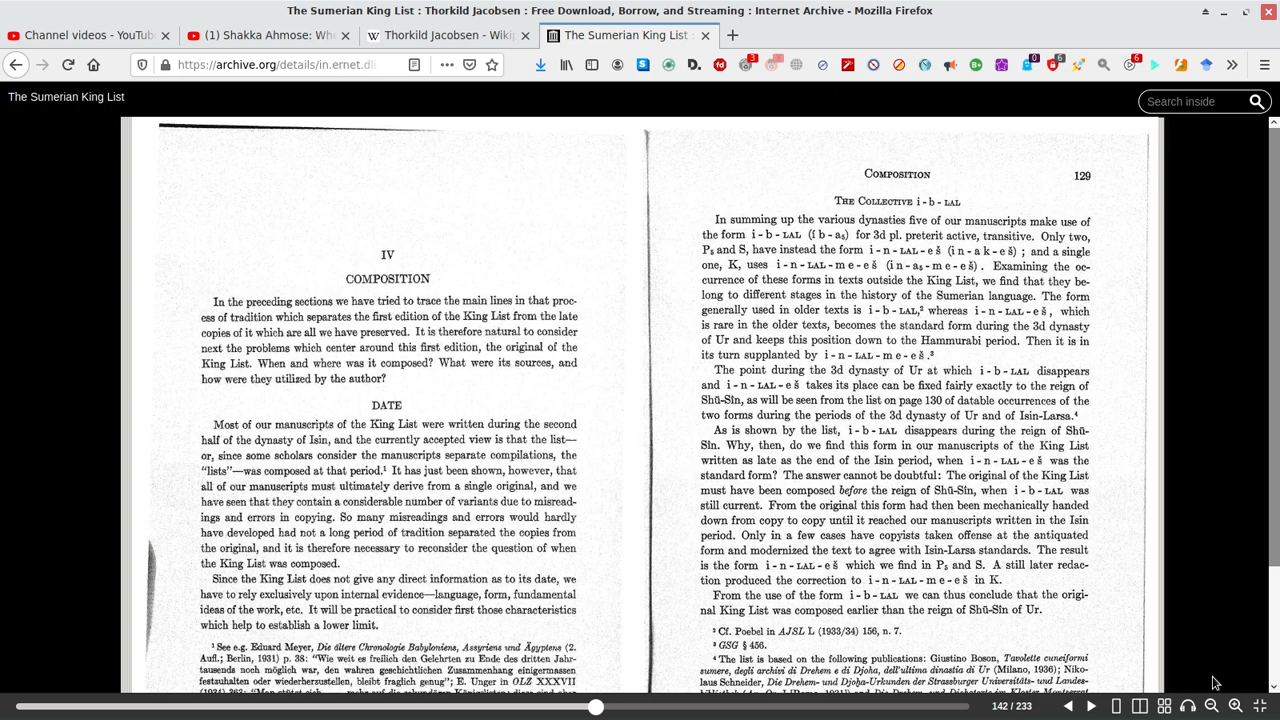 The Sumerian King List : Thorkild Jacobsen : Free Download, Borrow, and Streaming : Internet Archive - Mozilla Firefox
Channel videos - YouTub
(1) Shakka Ahmose: Whe
Thorkild Jacobsen - Wikip
The Sumerian King List :
https://archive.org/details/in.ernet.dli
The Sumerian King List
Search inside
IV
COMPOSITION
In the preceding sections we have tried to trace the main lines in that proc-
ess of tradition which separates the first edition of the King List from the late
copies of it which are all we have preserved. It is therefore natural to consider
next the problems which center around this first edition, the original of the
King List. When and where was it composed? What were its sources, and
how were they utilized by the author?
DATE
Most of our manuscripts of the King List were written during the second
half of the dynasty of Isin, and the currently accepted view is that the list—
or, since some scholars consider the manuscripts separate compilations, the
"lists"—was composed at that period.¹ It has just been shown, however, that
all of our manuscripts must ultimately derive from a single original, and we
have seen that they contain a considerable number of variants due to misread-
ings and errors in copying. So many misreadings and errors would hardly
have developed had not a long period of tradition separated the copies from
the original, and it is therefore necessary to reconsider the question of when
the King List was composed.
Since the King List does not give any direct information as to its date, we
have to rely exclusively upon internal evidence—language, form, fundamental
ideas of the work, etc. It will be practical to consider first those characteristics
which help to establish a lower limit.
¹ See e.g. Eduard Meyer, Die ältere Chronologie Babyloniens, Assyriens und Ägyptens (2.
Aufl.; Berlin, 1931) p. 38: "Wie weit es freilich den Gelehrten zu Ende des dritten Jahr-
tausends noch möglich war, den wahren geschichtlichen Zusammenhang einigermassen
festzuhalten oder wiederherzustellen, bleibt fraglich genug"; E. Unger in OLZ XXXVII
COMPOSITION 129
THE COLLECTIVE i - b - LAL
In summing up the various dynasties five of our manuscripts make use of
the form i - b - LAL (í b - a₅) for 3d pl. preterit active, transitive. Only two,
P₅ and S, have instead the form i - n - LAL - e š (i n - a k - e š) ; and a single
one, K, uses i - n - LAL - m e - e š (i n - a₅ - m e - e š) . Examining the oc-
currence of these forms in texts outside the King List, we find that they be-
long to different stages in the history of the Sumerian language. The form
generally used in older texts is i - b - LAL,² whereas i - n - LAL - e š , which
is rare in the older texts, becomes the standard form during the 3d dynasty
of Ur and keeps this position down to the Hammurabi period. Then it is in
its turn supplanted by i - n - LAL - m e - e š .³
The point during the 3d dynasty of Ur at which i - b - LAL disappears
and i - n - LAL - e š takes its place can be fixed fairly exactly to the reign of
Shū-Sîn, as will be seen from the list on page 130 of datable occurrences of the
two forms during the periods of the 3d dynasty of Ur and of Isin-Larsa.⁴
As is shown by the list, i - b - LAL disappears during the reign of Shū-
Sîn. Why, then, do we find this form in our manuscripts of the King List
written as late as the end of the Isin period, when i - n - LAL - e š was the
standard form? The answer cannot be doubtful: The original of the King List
must have been composed before the reign of Shū-Sîn, when i - b - LAL was
still current. From the original this form had then been mechanically handed
down from copy to copy until it reached our manuscripts written in the Isin
period. Only in a few cases have copyists taken offense at the antiquated
form and modernized the text to agree with Isin-Larsa standards. The result
is the form i - n - LAL - e š which we find in P₅ and S. A still later redac-
tion produced the correction to i - n - LAL - m e - e š in K.
From the use of the form i - b - LAL we can thus conclude that the origi-
nal King List was composed earlier than the reign of Shū-Sîn of Ur.
² Cf. Poebel in AJSL L (1933/34) 156, n. 7.
³ GSG § 456.
⁴ The list is based on the following publications: Giustino Boson, Tavolette cuneiformi
sumere, degli archivi di Drehem e di Djoha, dell'ultima dinastia di Ur (Milano, 1936); Niko-
laus Schneider, Die Drehem- und Djoha-Urkunden der Strassburger Universitäts- und Landes-
142 / 233